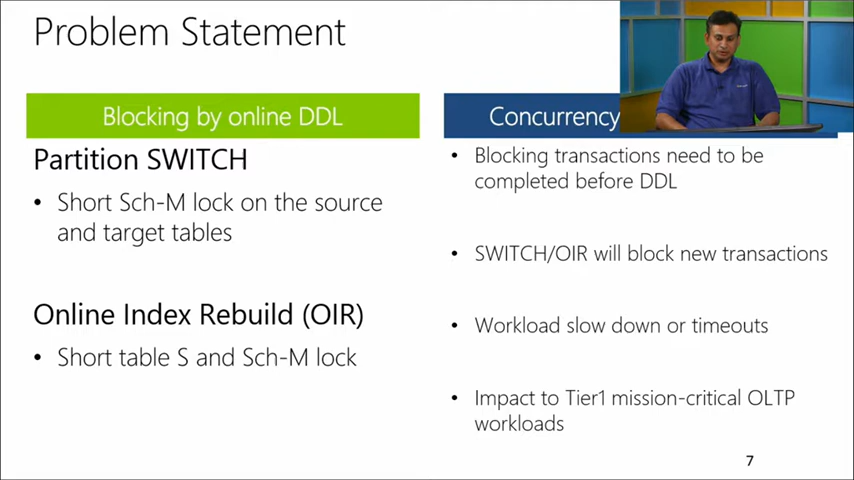 Problem Statement
Blocking by online DDL
Partition SWITCH
• Short Sch-M lock on the source
and target tables
Online Index Rebuild (OIR)
• Short table S and Sch-M lock
Concurrency
• Blocking transactions need to be
completed before DDL
• SWITCH/OIR will block new transactions
• Workload slow down or timeouts
• Impact to Tier1 mission-critical OLTP
workloads
7